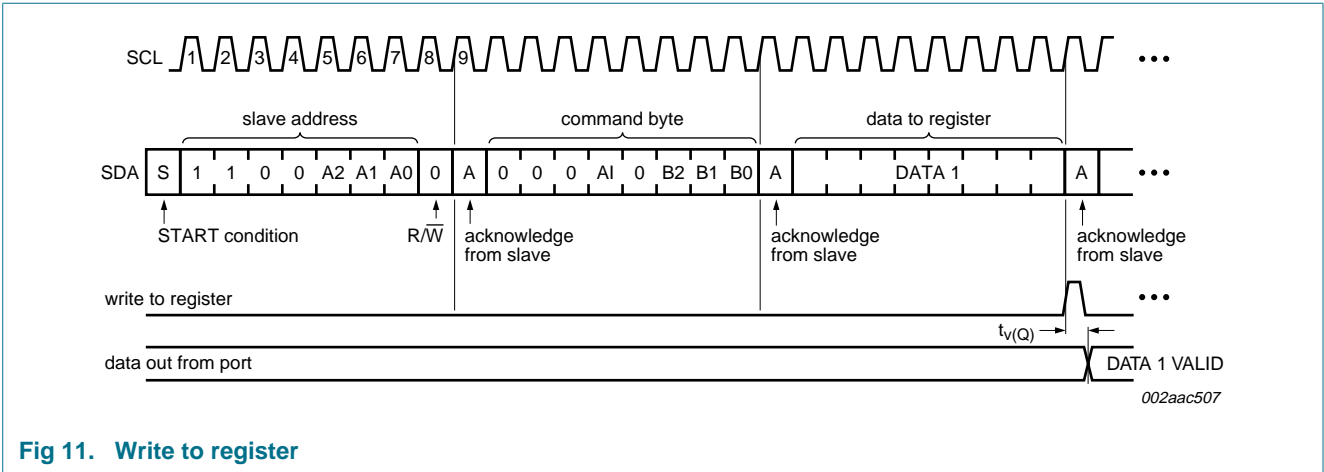 SCL 1 2 3 4 5 6 7 8 9 •••
slave address command byte data to register
SDA S 1 1 0 0 A2 A1 A0 0 A 0 0 0 AI 0 B2 B1 B0 A DATA 1 A •••
START condition R/W̅ acknowledge acknowledge acknowledge
from slave from slave from slave
write to register •••
tv(Q)
data out from port DATA 1 VALID
002aac507
Fig 11. Write to register